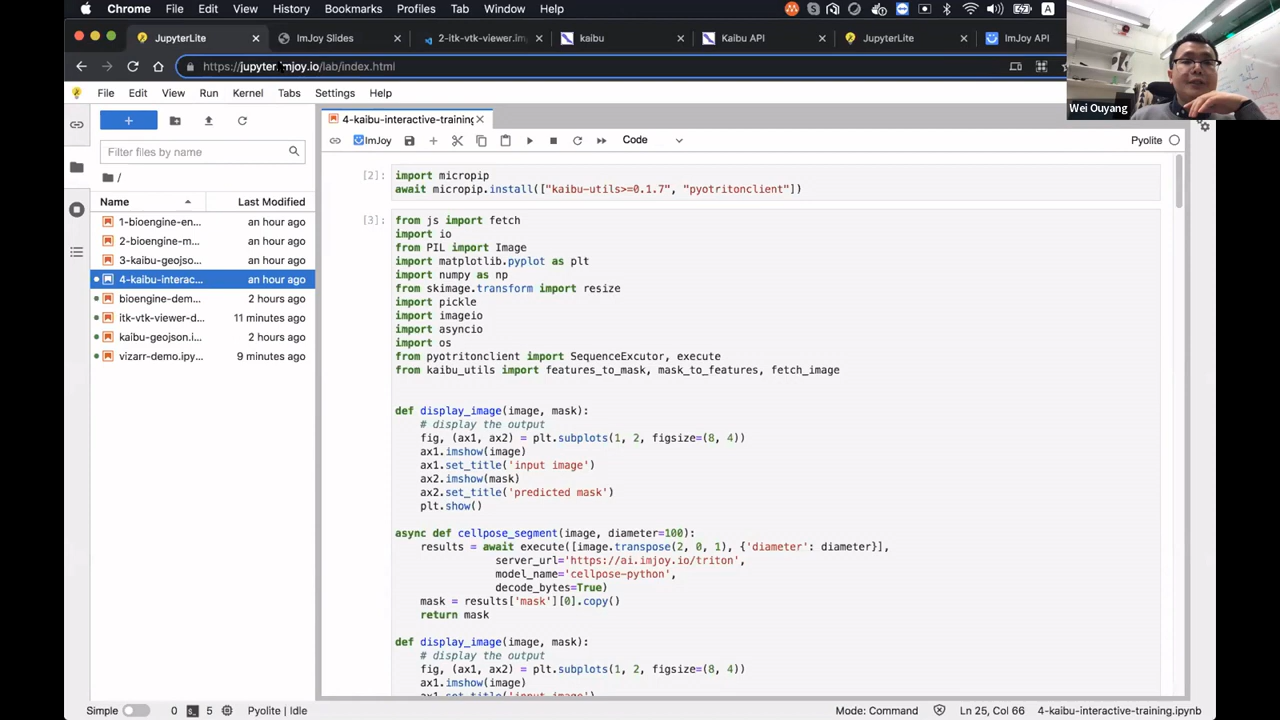 Chrome File Edit View History Bookmarks Profiles Tab Window Help A
JupyterLite ImJoy Slides 2-itk-vtk-viewer.im kaibu Kaibu API JupyterLite ImJoy API
https://jupyter.imjoy.io/lab/index.html
Wei Ouyang
File Edit View Run Kernel Tabs Settings Help
4-kaibu-interactive-training
Filter files by name
ImJoy Code Pyolite
/
Name Last Modified
1-bioengine-en... an hour ago
2-bioengine-m... an hour ago
3-kaibu-geojso... an hour ago
4-kaibu-interac... an hour ago
bioengine-dem... 2 hours ago
itk-vtk-viewer-d... 11 minutes ago
kaibu-geojson.i... 2 hours ago
vizarr-demo.ipy... 9 minutes ago
[2]: import micropip
await micropip.install(["kaibu-utils>=0.1.7", "pyotritonclient"])
[3]: from js import fetch
import io
from PIL import Image
import matplotlib.pyplot as plt
import numpy as np
from skimage.transform import resize
import pickle
import imageio
import asyncio
import os
from pyotritonclient import SequenceExcutor, execute
from kaibu_utils import features_to_mask, mask_to_features, fetch_image
def display_image(image, mask):
# display the output
fig, (ax1, ax2) = plt.subplots(1, 2, figsize=(8, 4))
ax1.imshow(image)
ax1.set_title('input image')
ax2.imshow(mask)
ax2.set_title('predicted mask')
plt.show()
async def cellpose_segment(image, diameter=100):
results = await execute([image.transpose(2, 0, 1), {'diameter': diameter}],
server_url='https://ai.imjoy.io/triton',
model_name='cellpose-python',
decode_bytes=True)
mask = results['mask'][0].copy()
return mask
def display_image(image, mask):
# display the output
fig, (ax1, ax2) = plt.subplots(1, 2, figsize=(8, 4))
ax1.imshow(image)
ax1.set_title('input image')
Simple 0 5 Pyolite | Idle Mode: Command Ln 25, Col 66 4-kaibu-interactive-training.ipynb